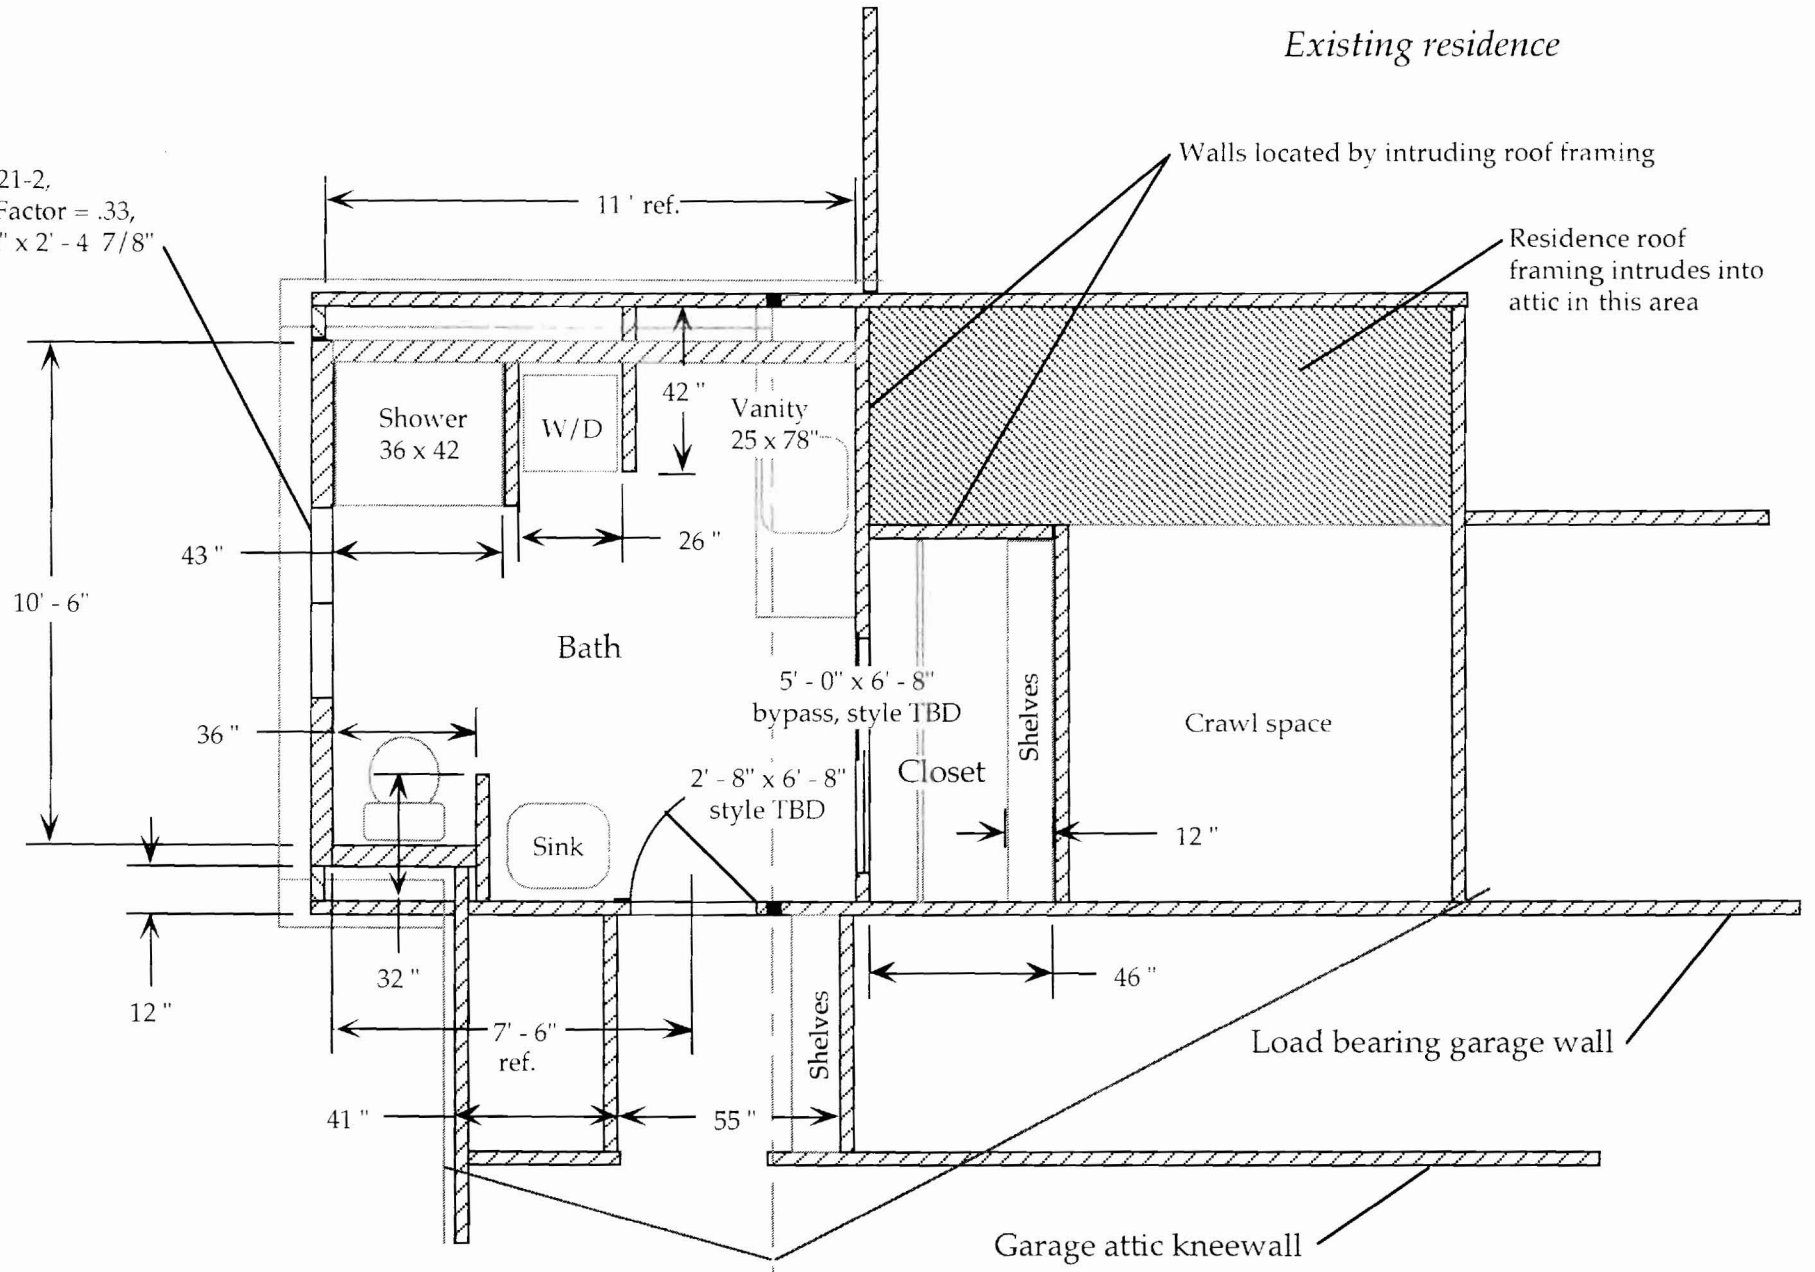 Existing residence
Walls located by intruding roof framing
21-2,
Factor = .33,
" x 2' - 4 7/8"
11 ' ref.
Residence roof
framing intrudes into
attic in this area
42 "
Shower
36 x 42
W/D
Vanity
25 x 78"
43 "
26 "
10' - 6"
Bath
5' - 0" x 6' - 8"
bypass, style TBD
36 "
Shelves
Crawl space
2' - 8" x 6' - 8"
style TBD
Closet
Sink
12 "
32 "
46 "
12 "
7' - 6"
ref.
Shelves
Load bearing garage wall
41 "
55 "
Garage attic kneewall